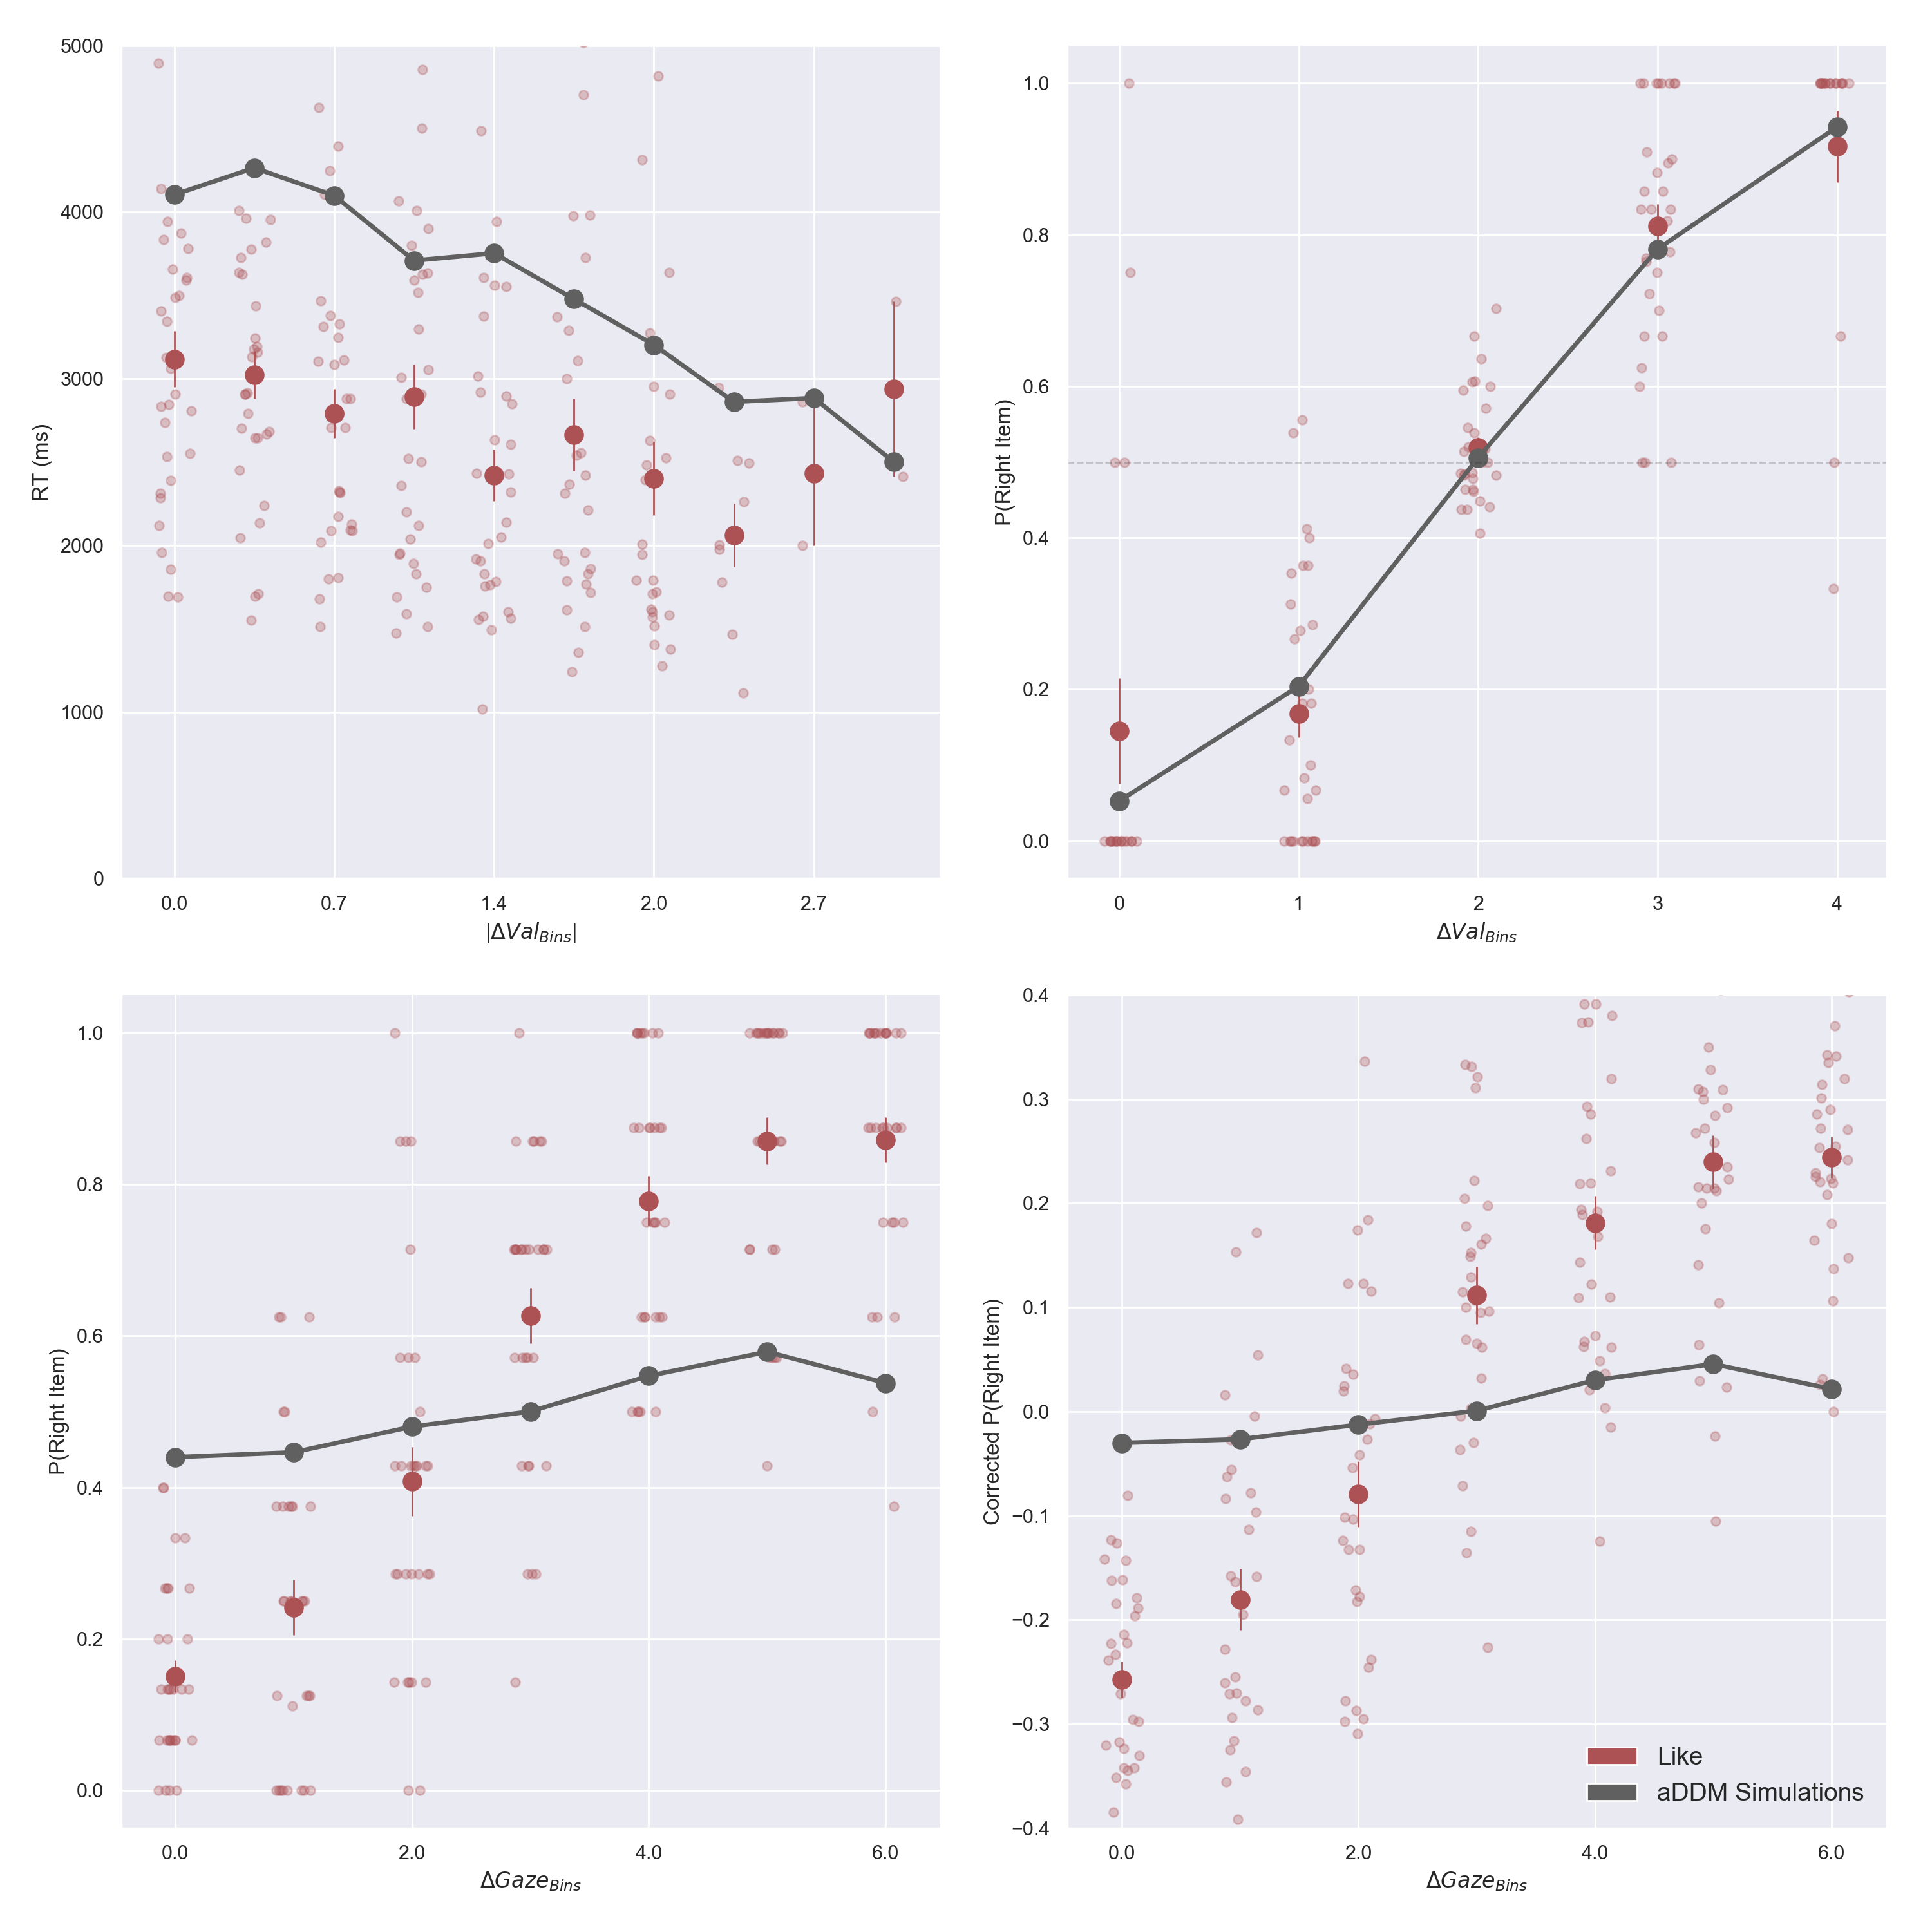 5000
4000
3000
2000
1000
0
RT (ms)
0.0 0.7 1.4 2.0 2.7
|ΔVal_Bins|
1.0
0.8
0.6
0.4
0.2
0.0
P(Right Item)
0 1 2 3 4
ΔVal_Bins
1.0
0.8
0.6
0.4
0.2
0.0
P(Right Item)
0.0 2.0 4.0 6.0
ΔGaze_Bins
0.4
0.3
0.2
0.1
0.0
−0.1
−0.2
−0.3
−0.4
Corrected P(Right Item)
Like
aDDM Simulations
0.0 2.0 4.0 6.0
ΔGaze_Bins